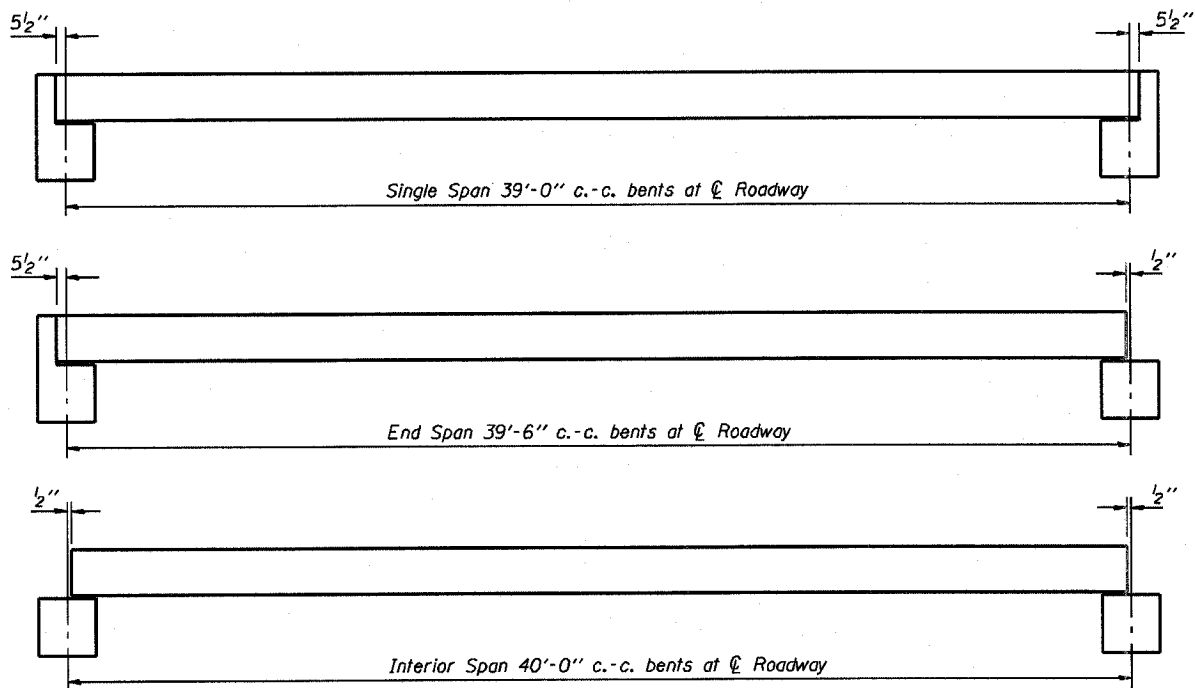 5½" 5½"
Single Span 39'-0" c.-c. bents at ℄ Roadway
5½" ½"
End Span 39'-6" c.-c. bents at ℄ Roadway
½" ½"
Interior Span 40'-0" c.-c. bents at ℄ Roadway